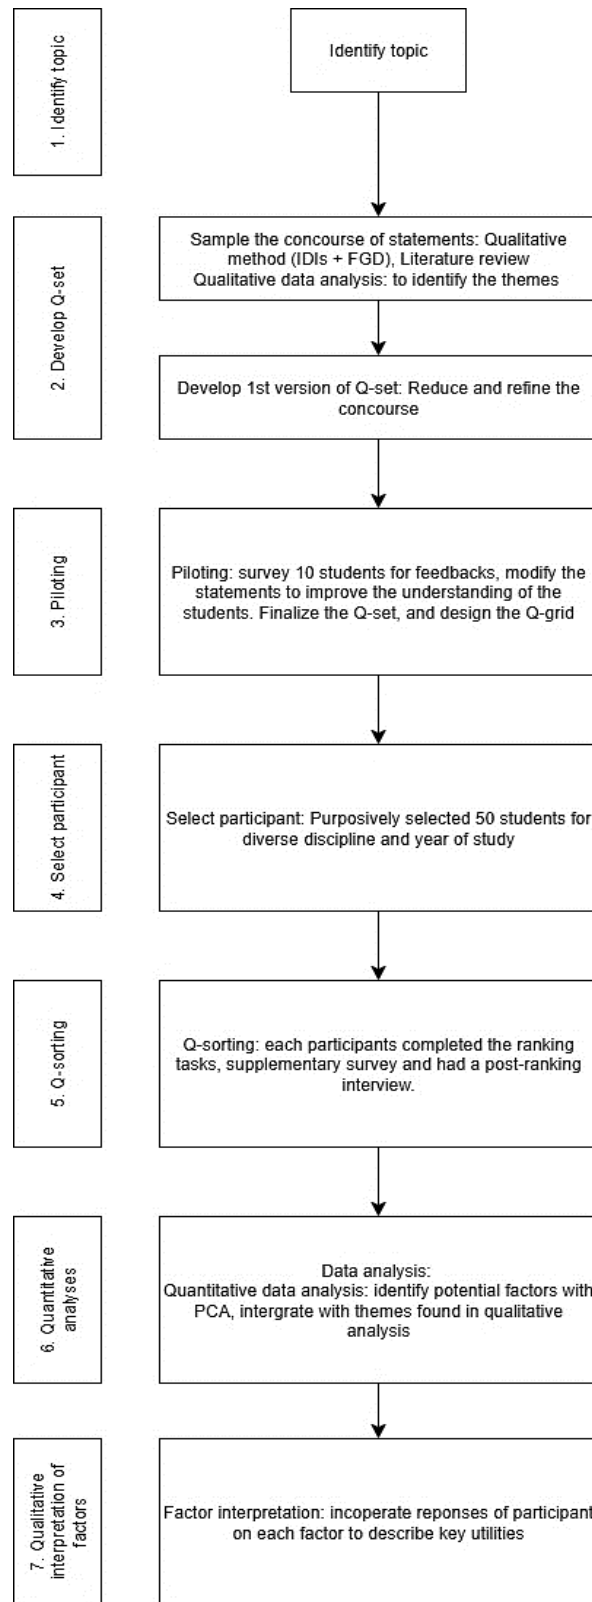 1. Identify topic
Identify topic
2. Develop Q-set
Sample the concourse of statements: Qualitative
method (IDIs + FGD), Literature review
Qualitative data analysis: to identify the themes
Develop 1st version of Q-set: Reduce and refine the
concourse
3. Piloting
Piloting: survey 10 students for feedbacks, modify the
statements to improve the understanding of the
students. Finalize the Q-set, and design the Q-grid
4. Select participant
Select participant: Purposively selected 50 students for
diverse discipline and year of study
5. Q-sorting
Q-sorting: each participants completed the ranking
tasks, supplementary survey and had a post-ranking
interview.
6. Quantitative
analyses
Data analysis:
Quantitative data analysis: identify potential factors with
PCA, intergrate with themes found in qualitative
analysis
7. Qualitative
interpretation of
factors
Factor interpretation: incoperate reponses of participant
on each factor to describe key utilities